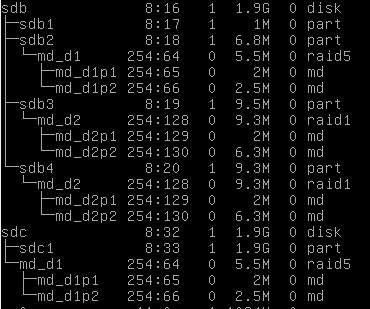 sdb 8:16 1 1.9G 0 disk
├─sdb1 8:17 1 1M 0 part
├─sdb2 8:18 1 6.8M 0 part
│ └─md_d1 254:64 0 5.5M 0 raid5
│ ├─md_d1p1 254:65 0 2M 0 md
│ └─md_d1p2 254:66 0 2.5M 0 md
├─sdb3 8:19 1 9.5M 0 part
│ └─md_d2 254:128 0 9.3M 0 raid1
│ ├─md_d2p1 254:129 0 2M 0 md
│ └─md_d2p2 254:130 0 6.3M 0 md
└─sdb4 8:20 1 9.3M 0 part
└─md_d2 254:128 0 9.3M 0 raid1
├─md_d2p1 254:129 0 2M 0 md
└─md_d2p2 254:130 0 6.3M 0 md
sdc 8:32 1 1.9G 0 disk
├─sdc1 8:33 1 1.9G 0 part
└─md_d1 254:64 0 5.5M 0 raid5
├─md_d1p1 254:65 0 2M 0 md
└─md_d1p2 254:66 0 2.5M 0 md